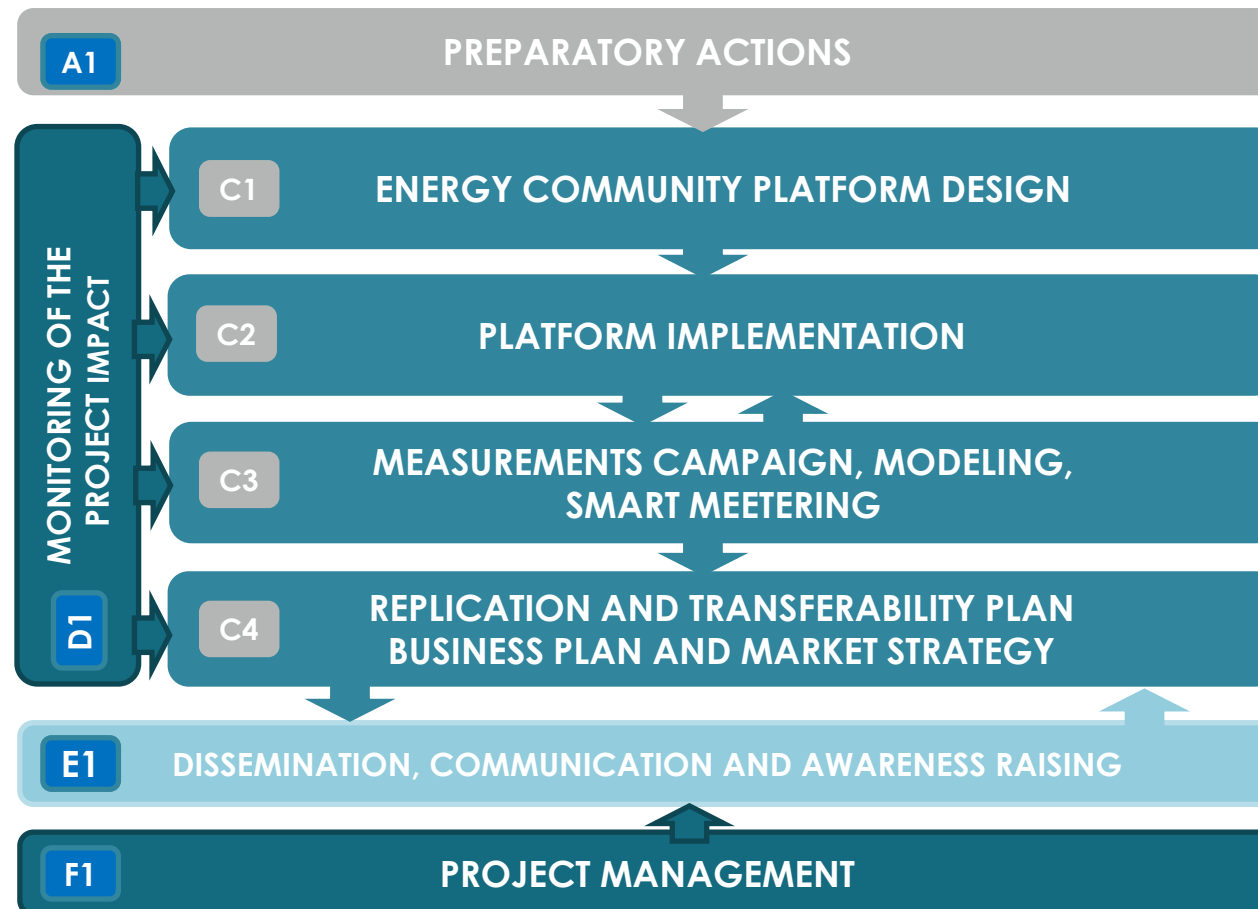 A1
PREPARATORY ACTIONS
MONITORING OF THE
PROJECT IMPACT
D1
C1
ENERGY COMMUNITY PLATFORM DESIGN
C2
PLATFORM IMPLEMENTATION
C3
MEASUREMENTS CAMPAIGN, MODELING,
SMART MEETERING
C4
REPLICATION AND TRANSFERABILITY PLAN
BUSINESS PLAN AND MARKET STRATEGY
E1
DISSEMINATION, COMMUNICATION AND AWARENESS RAISING
F1
PROJECT MANAGEMENT